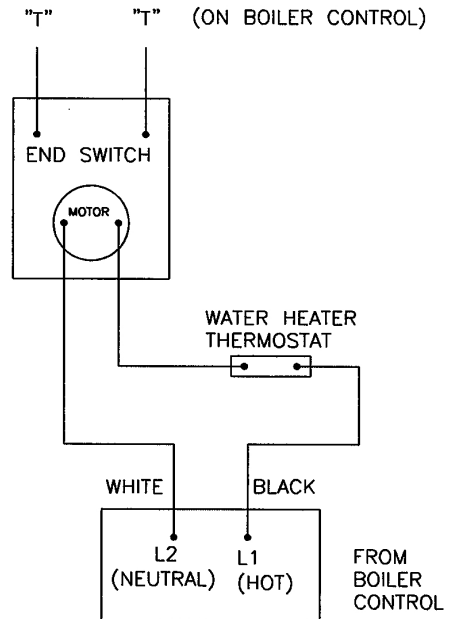 "T" "T" (ON BOILER CONTROL)
END SWITCH
MOTOR
WATER HEATER
THERMOSTAT
WHITE BLACK
L2 L1
(NEUTRAL) (HOT)
FROM
BOILER
CONTROL